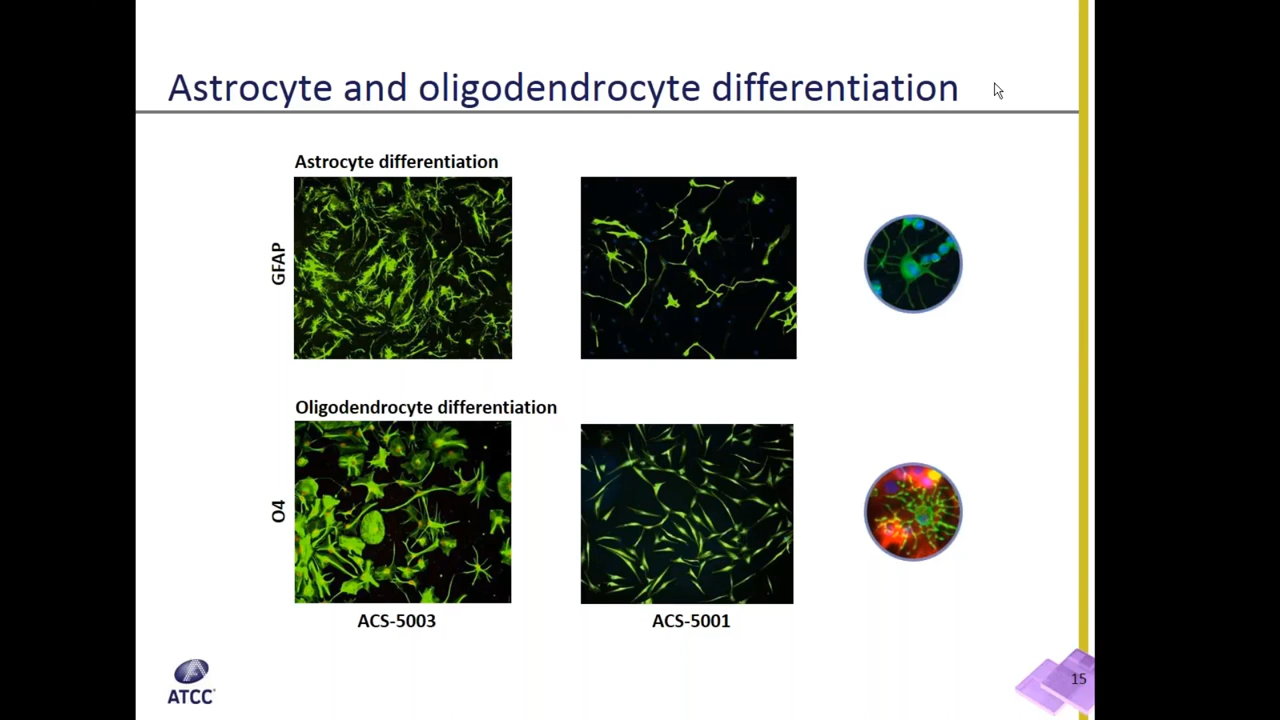 Astrocyte and oligodendrocyte differentiation
Astrocyte differentiation
GFAP
Oligodendrocyte differentiation
O4
ACS-5003
ACS-5001
ATCC
15